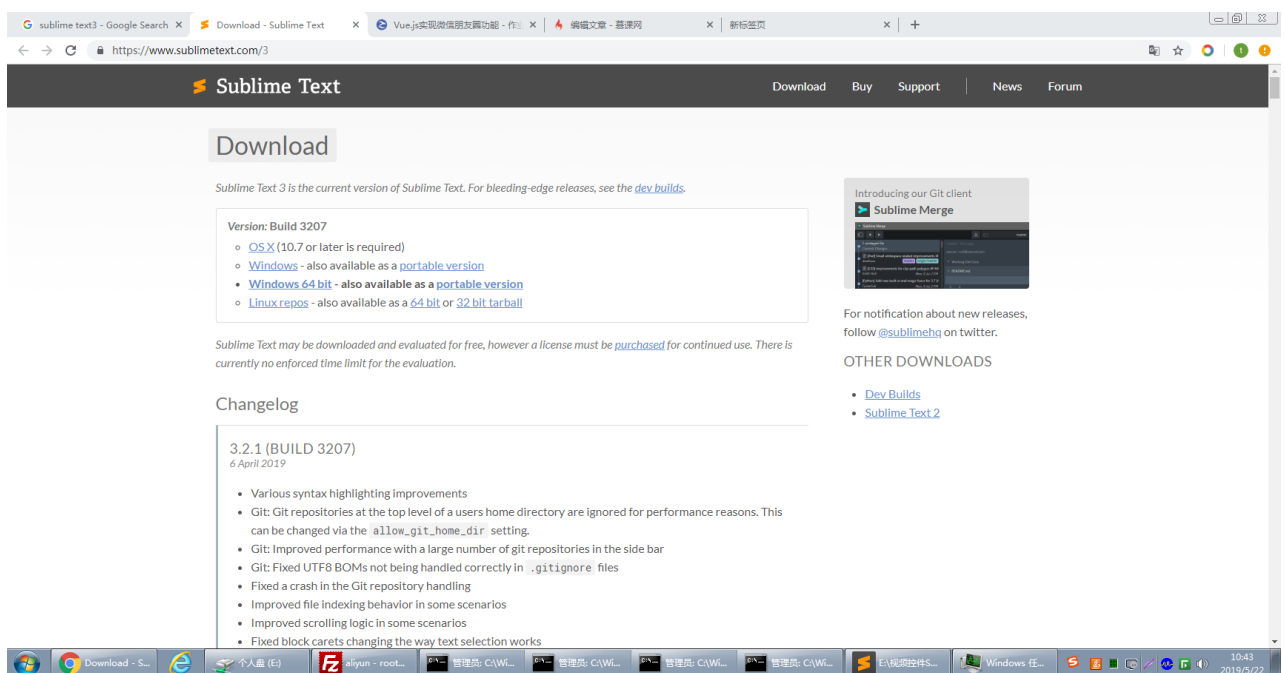 sublime text3 - Google Search
Download - Sublime Text
Vue.js实现微信朋友圈功能 - 作业
编辑文章 - 慕课网
新标签页
https://www.sublimetext.com/3
Sublime Text
Download Buy Support News Forum
Download
Sublime Text 3 is the current version of Sublime Text. For bleeding-edge releases, see the dev builds.
Version: Build 3207
OS X (10.7 or later is required)
Windows - also available as a portable version
Windows 64 bit - also available as a portable version
Linux repos - also available as a 64 bit or 32 bit tarball
Sublime Text may be downloaded and evaluated for free, however a license must be purchased for continued use. There is
currently no enforced time limit for the evaluation.
Changelog
3.2.1 (BUILD 3207)
6 April 2019
Various syntax highlighting improvements
Git: Git repositories at the top level of a users home directory are ignored for performance reasons. This
can be changed via the allow_git_home_dir setting.
Git: Improved performance with a large number of git repositories in the side bar
Git: Fixed UTF8 BOMs not being handled correctly in .gitignore files
Fixed a crash in the Git repository handling
Improved file indexing behavior in some scenarios
Improved scrolling logic in some scenarios
Fixed block carets changing the way text selection works
Introducing our Git client
Sublime Merge
For notification about new releases,
follow @sublimehq on twitter.
OTHER DOWNLOADS
Dev Builds
Sublime Text 2
Download - S...
个人盘 (E:)
aliyun - root...
管理员: C:\Wi...
管理员: C:\Wi...
管理员: C:\Wi...
管理员: C:\Wi...
E:\视频控件S...
Windows 任...
10:43
2019/5/22